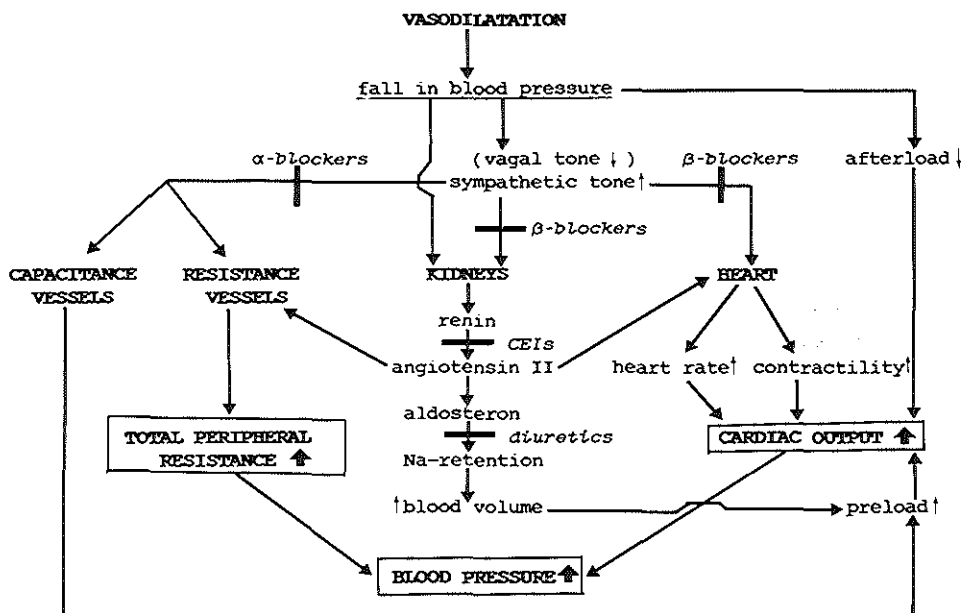 VASODILATATION
fall in blood pressure
α-blockers
(vagal tone ↓ )
β-blockers
afterload↓
sympathetic tone↑
β-blockers
CAPACITANCE
VESSELS
RESISTANCE
VESSELS
KIDNEYS
HEART
renin
CEIs
angiotensin II
heart rate↑
contractility↑
aldosteron
diuretics
Na-retention
TOTAL PERIPHERAL
RESISTANCE ↑
CARDIAC OUTPUT ↑
↑blood volume
preload↑
BLOOD PRESSURE ↑